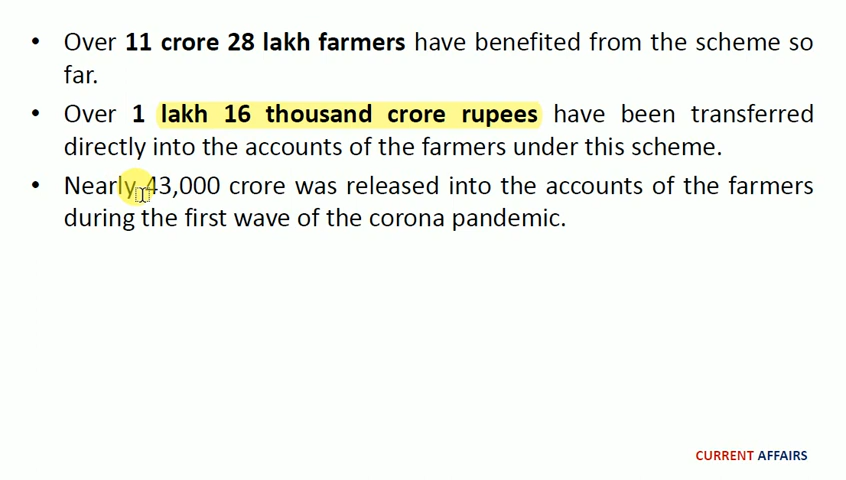 • Over 11 crore 28 lakh farmers have benefited from the scheme so
far.
• Over 1 lakh 16 thousand crore rupees have been transferred
directly into the accounts of the farmers under this scheme.
• Nearly 43,000 crore was released into the accounts of the farmers
during the first wave of the corona pandemic.
CURRENT AFFAIRS